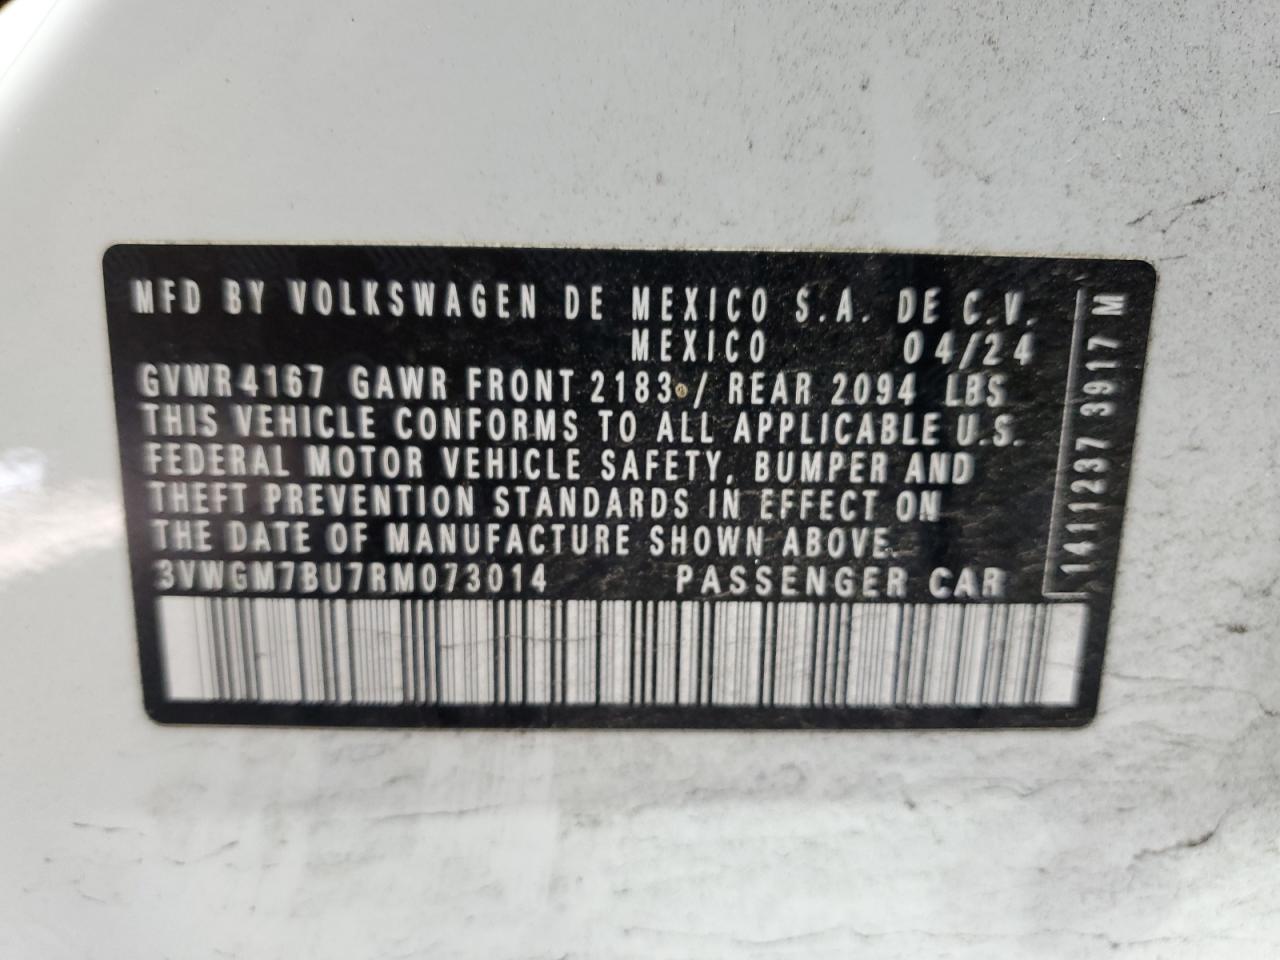 MFD BY VOLKSWAGEN DE MEXICO S.A. DE C.V.
MEXICO 04/24
GVWR 4167 GAWR FRONT 2183 / REAR 2094 LBS
THIS VEHICLE CONFORMS TO ALL APPLICABLE U.S.
FEDERAL MOTOR VEHICLE SAFETY, BUMPER AND
THEFT PREVENTION STANDARDS IN EFFECT ON
THE DATE OF MANUFACTURE SHOWN ABOVE.
3VWGM7BU7RM073014 PASSENGER CAR
1411237 3917 M